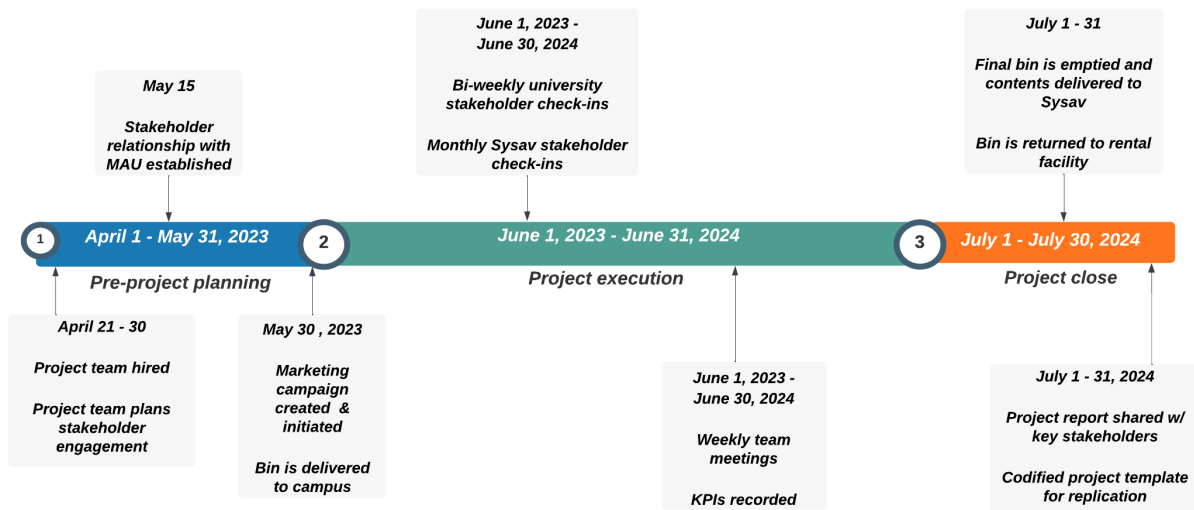 May 15
Stakeholder
relationship with
MAU established
June 1, 2023 -
June 30, 2024
Bi-weekly university
stakeholder check-ins
Monthly Sysav stakeholder
check-ins
July 1 - 31
Final bin is emptied and
contents delivered to
Sysav
Bin is returned to rental
facility
1
April 1 - May 31, 2023
2
June 1, 2023 - June 31, 2024
3
July 1 - July 30, 2024
Pre-project planning
Project execution
Project close
April 21 - 30
Project team hired
Project team plans
stakeholder
engagement
May 30 , 2023
Marketing
campaign
created &
initiated
Bin is delivered
to campus
June 1, 2023 -
June 30, 2024
Weekly team
meetings
KPIs recorded
July 1 - 31, 2024
Project report shared w/
key stakeholders
Codified project template
for replication